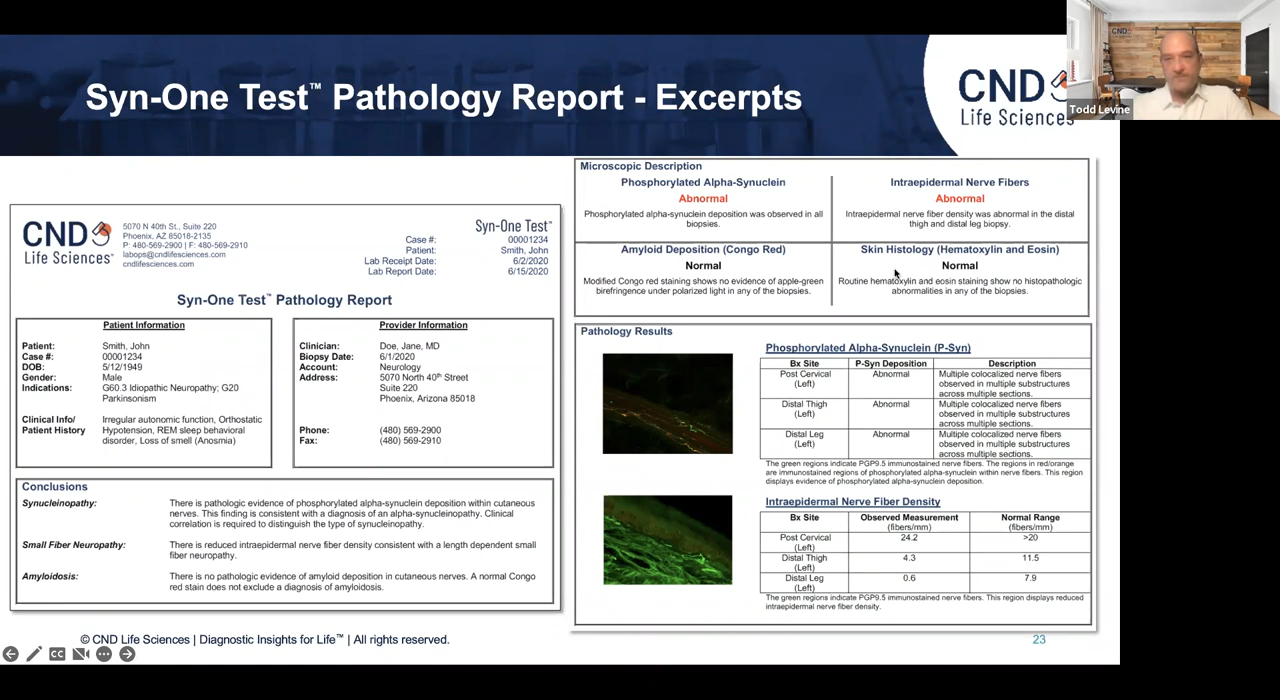 Syn-One Test™ Pathology Report - Excerpts
CND
Life Sciences
CND
Todd Levine
CND
Life Sciences
5070 N 40th St., Suite 220
Phoenix, AZ 85018-2135
P: 480-569-2900 | F: 480-569-2910
labops@cndlifesciences.com
cndlifesciences.com
Syn-One Test™
Case #: 00001234
Patient: Smith, John
Lab Receipt Date: 6/2/2020
Lab Report Date: 6/15/2020
Syn-One Test™ Pathology Report
Patient Information
Patient: Smith, John
Case #: 00001234
DOB: 5/12/1949
Gender: Male
Indications: G60.3 Idiopathic Neuropathy; G20
Parkinsonism
Clinical Info/ Irregular autonomic function, Orthostatic
Patient History Hypotension, REM sleep behavioral
disorder, Loss of smell (Anosmia)
Provider Information
Clinician: Doe, Jane, MD
Biopsy Date: 6/1/2020
Account: Neurology
Address: 5070 North 40th Street
Suite 220
Phoenix, Arizona 85018
Phone: (480) 569-2900
Fax: (480) 569-2910
Conclusions
Synucleinopathy: There is pathologic evidence of phosphorylated alpha-synuclein deposition within cutaneous
nerves. This finding is consistent with a diagnosis of an alpha-synucleinopathy. Clinical
correlation is required to distinguish the type of synucleinopathy.
Small Fiber Neuropathy: There is reduced intraepidermal nerve fiber density consistent with a length dependent small
fiber neuropathy.
Amyloidosis: There is no pathologic evidence of amyloid deposition in cutaneous nerves. A normal Congo
red stain does not exclude a diagnosis of amyloidosis.
Microscopic Description
Phosphorylated Alpha-Synuclein
Abnormal
Phosphorylated alpha-synuclein deposition was observed in all
biopsies.
Intraepidermal Nerve Fibers
Abnormal
Intraepidermal nerve fiber density was abnormal in the distal
thigh and distal leg biopsy.
Amyloid Deposition (Congo Red)
Normal
Modified Congo red staining shows no evidence of apple-green
birefringence under polarized light in any of the biopsies.
Skin Histology (Hematoxylin and Eosin)
Normal
Routine hematoxylin and eosin staining show no histopathologic
abnormalities in any of the biopsies.
Pathology Results
Phosphorylated Alpha-Synuclein (P-Syn)
Bx Site P-Syn Deposition Description
Post Cervical Abnormal Multiple colocalized nerve fibers
(Left) observed in multiple substructures
across multiple sections.
Distal Thigh Abnormal Multiple colocalized nerve fibers
(Left) observed in multiple substructures
across multiple sections.
Distal Leg Abnormal Multiple colocalized nerve fibers
(Left) observed in multiple substructures
across multiple sections.
The green regions indicate PGP9.5 immunostained nerve fibers. The regions in red/orange
are immunostained regions of phosphorylated alpha-synuclein within nerve fibers. This region
displays evidence of phosphorylated alpha-synuclein deposition.
Intraepidermal Nerve Fiber Density
Bx Site Observed Measurement Normal Range
(fibers/mm) (fibers/mm)
Post Cervical 24.2 >20
(Left)
Distal Thigh 4.3 11.5
(Left)
Distal Leg 0.6 7.9
(Left)
The green regions indicate PGP9.5 immunostained nerve fibers. This region displays reduced
intraepidermal nerve fiber density.
© CND Life Sciences | Diagnostic Insights for Life™ | All rights reserved.
23
CC